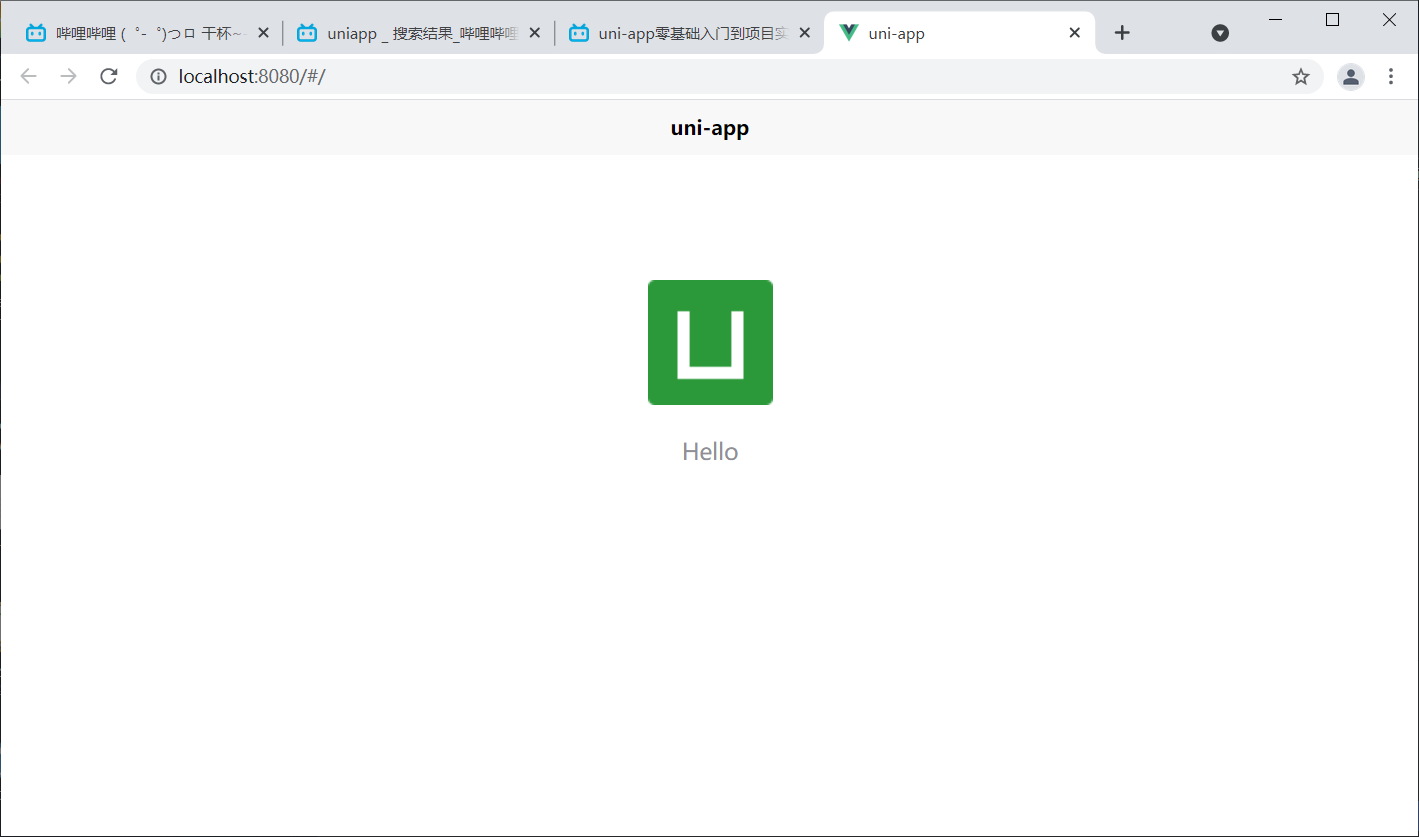 哔哩哔哩 (゜-゜)つロ 干杯~
uniapp _ 搜索结果_哔哩哔哩
uni-app零基础入门到项目实
uni-app
localhost:8080/#/
uni-app
Hello